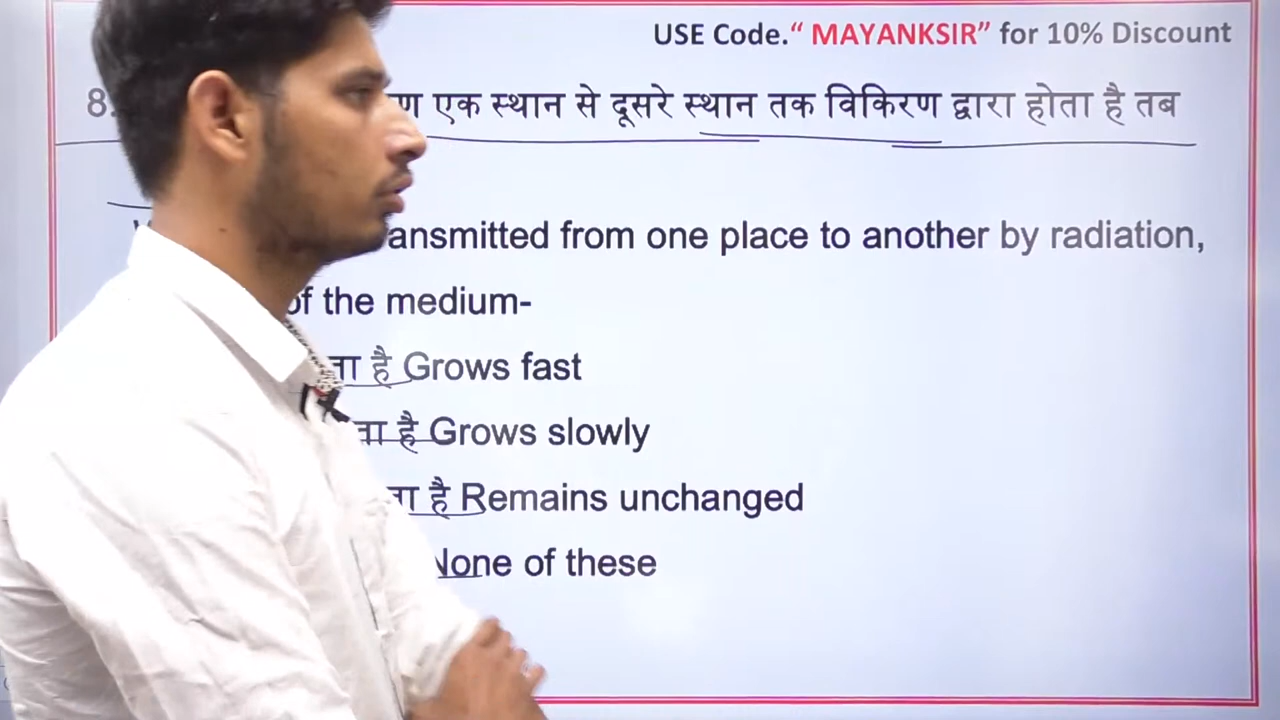 USE Code.“ MAYANKSIR” for 10% Discount
8. एक स्थान से दूसरे स्थान तक विकिरण द्वारा होता है तब
from one place to another by radiation,
of the medium-
है Grows fast
है Grows slowly
है Remains unchanged
None of these